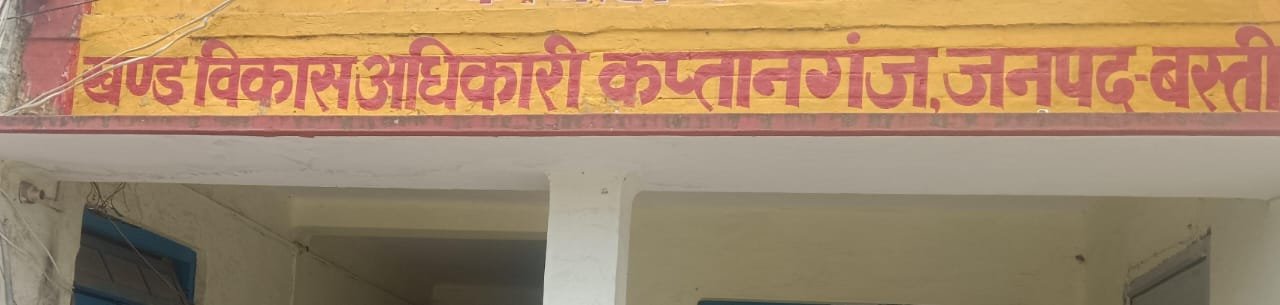 खण्ड विकास अधिकारी कप्तानगंज, जनपद-बस्ती